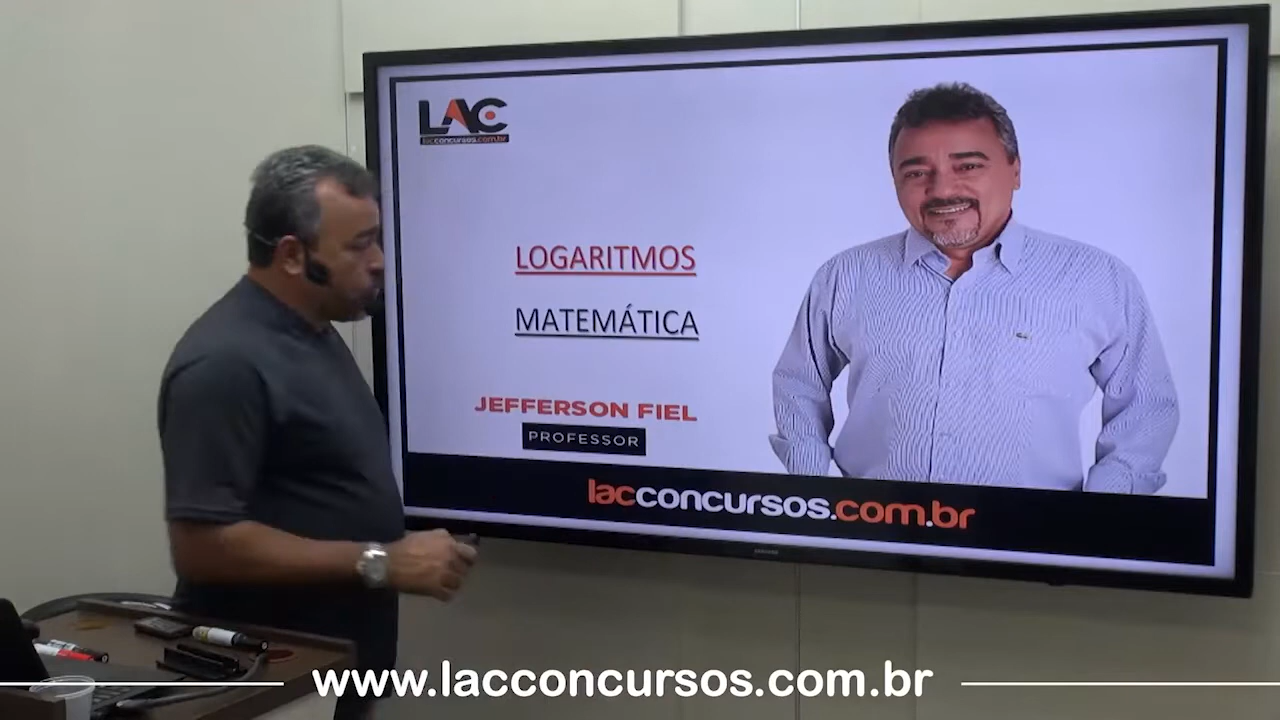 LAC
lacconcursos.com.br
LOGARITMOS
MATEMÁTICA
JEFFERSON FIEL
PROFESSOR
lacconcursos.com.br
www.lacconcursos.com.br